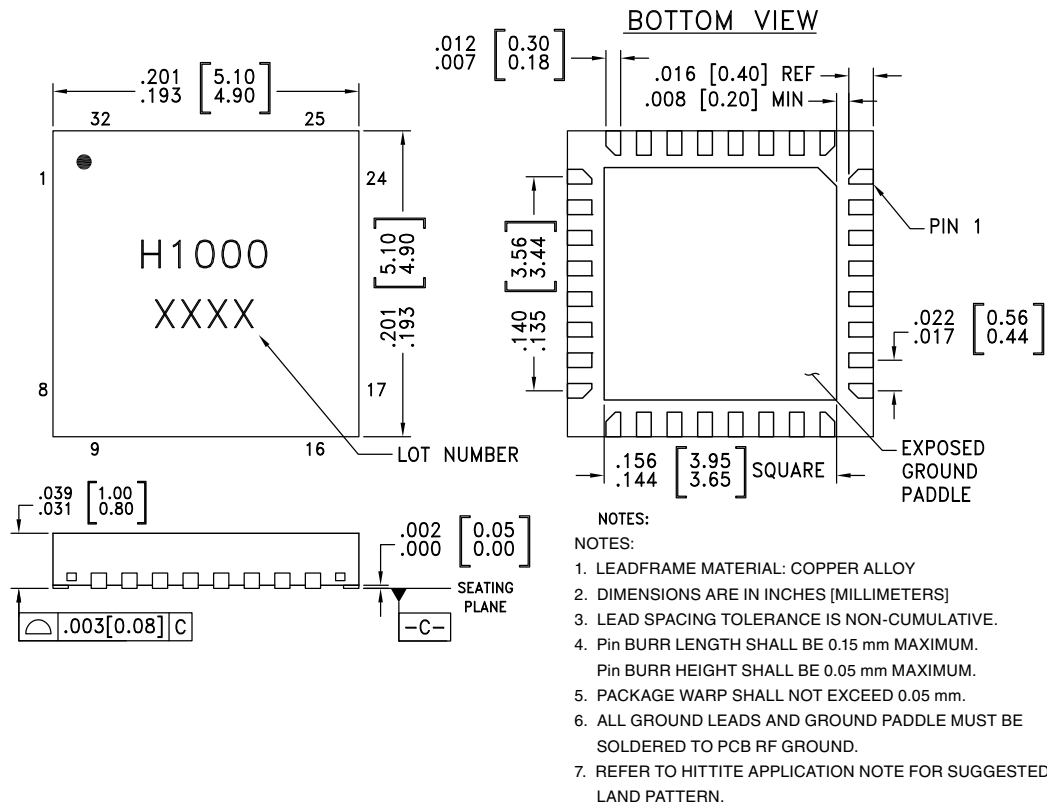 BOTTOM VIEW
.201 [5.10]
.193 [4.90]
32
25
1
24
H1000
XXXX
8
17
9
16
LOT NUMBER
[5.10]
[4.90]
.201
.193
.012 [0.30]
.007 [0.18]
.016 [0.40] REF
.008 [0.20] MIN
PIN 1
[3.56]
[3.44]
.140
.135
.022 [0.56]
.017 [0.44]
.156 [3.95] SQUARE
.144 [3.65]
EXPOSED
GROUND
PADDLE
.039 [1.00]
.031 [0.80]
.002 [0.05]
.000 [0.00]
SEATING
PLANE
.003[0.08] C
-C-
NOTES:
NOTES:
1. LEADFRAME MATERIAL: COPPER ALLOY
2. DIMENSIONS ARE IN INCHES [MILLIMETERS]
3. LEAD SPACING TOLERANCE IS NON-CUMULATIVE.
4. Pin BURR LENGTH SHALL BE 0.15 mm MAXIMUM.
Pin BURR HEIGHT SHALL BE 0.05 mm MAXIMUM.
5. PACKAGE WARP SHALL NOT EXCEED 0.05 mm.
6. ALL GROUND LEADS AND GROUND PADDLE MUST BE
SOLDERED TO PCB RF GROUND.
7. REFER TO HITTITE APPLICATION NOTE FOR SUGGESTED
LAND PATTERN.